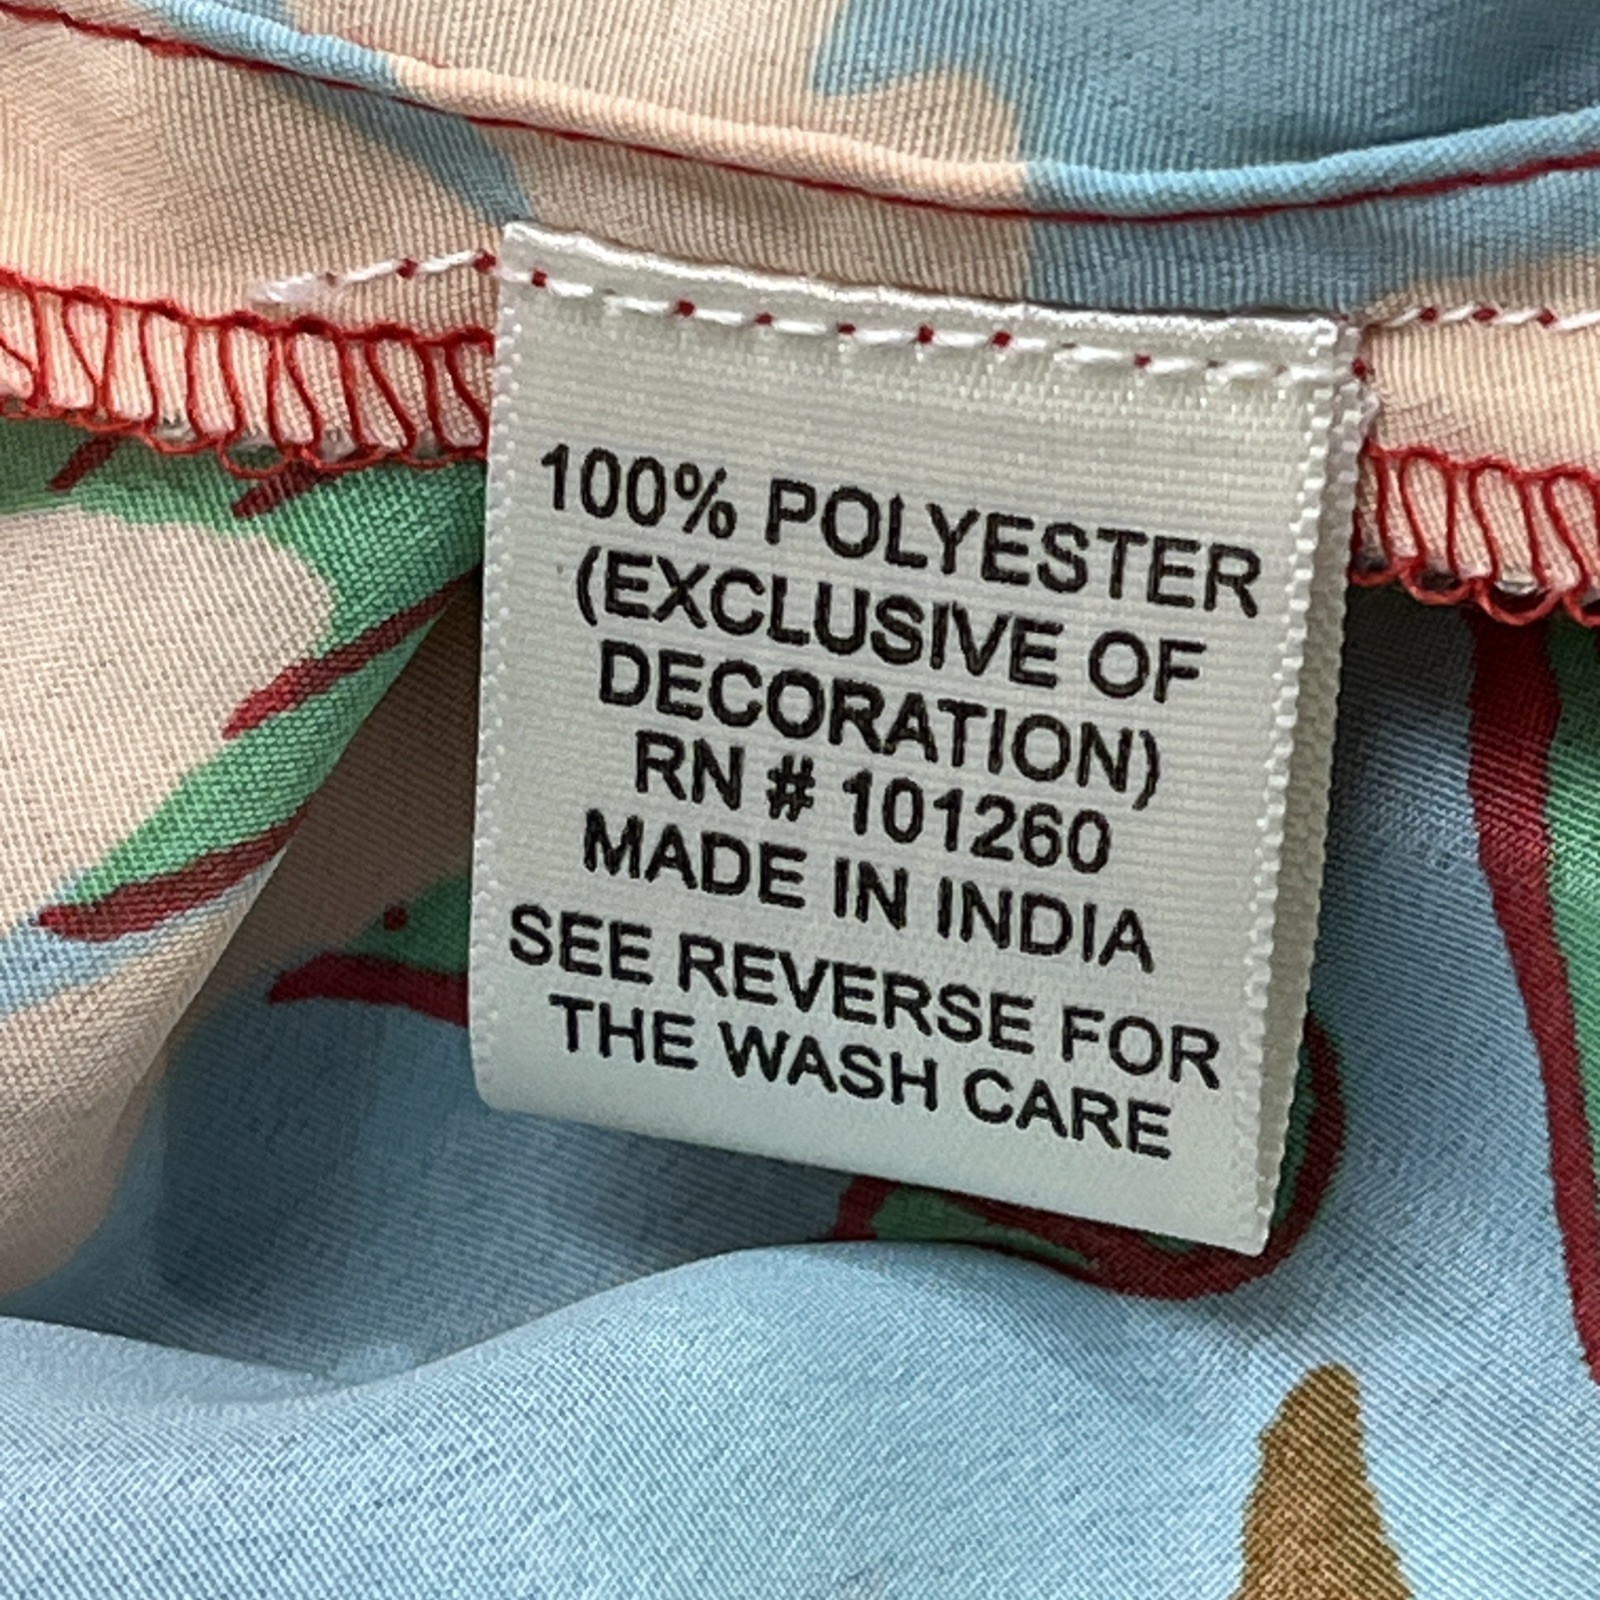 100% POLYESTER
(EXCLUSIVE OF
DECORATION)
RN # 101260
MADE IN INDIA
SEE REVERSE FOR
THE WASH CARE